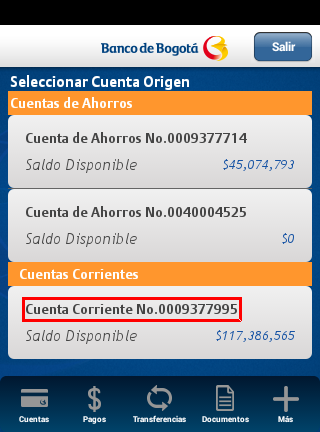 Banco de Bogotá
Salir
Seleccionar Cuenta Origen
Cuentas de Ahorros
Cuenta de Ahorros No.0009377714
Saldo Disponible $45,074,793
Cuenta de Ahorros No.0040004525
Saldo Disponible $0
Cuentas Corrientes
Cuenta Corriente No.0009377995
Saldo Disponible $117,386,565
Cuentas Pagos Transferencias Documentos Más